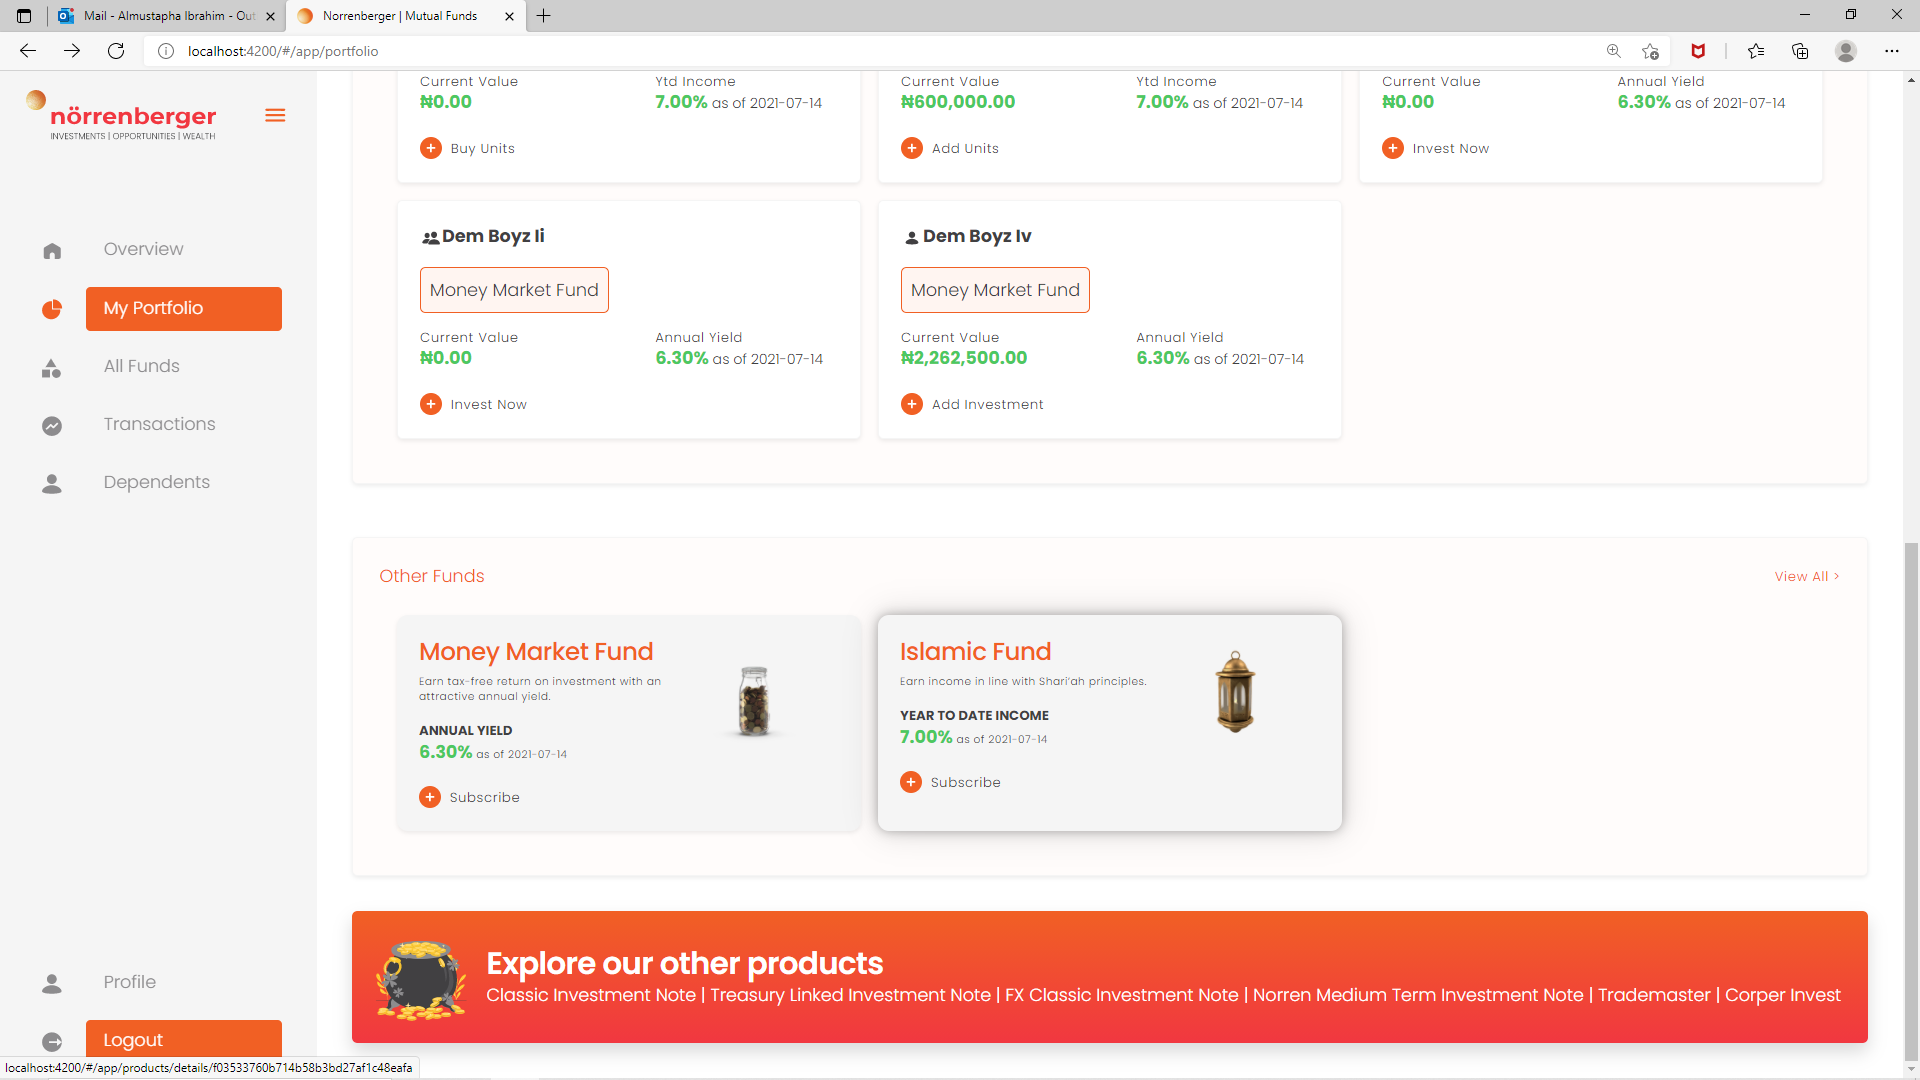 Mail - Almustapha Ibrahim - Out
Norrenberger | Mutual Funds
localhost:4200/#/app/portfolio
nörrenberger
INVESTMENTS | OPPORTUNITIES | WEALTH
Overview
My Portfolio
All Funds
Transactions
Dependents
Profile
Logout
Current Value
₦0.00
Ytd Income
7.00% as of 2021-07-14
Buy Units
Current Value
₦600,000.00
Ytd Income
7.00% as of 2021-07-14
Add Units
Current Value
₦0.00
Annual Yield
6.30% as of 2021-07-14
Invest Now
Dem Boyz Ii
Money Market Fund
Current Value
₦0.00
Annual Yield
6.30% as of 2021-07-14
Invest Now
Dem Boyz Iv
Money Market Fund
Current Value
₦2,262,500.00
Annual Yield
6.30% as of 2021-07-14
Add Investment
Other Funds
View All >
Money Market Fund
Earn tax-free return on investment with an
attractive annual yield.
ANNUAL YIELD
6.30% as of 2021-07-14
Subscribe
Islamic Fund
Earn income in line with Shari'ah principles.
YEAR TO DATE INCOME
7.00% as of 2021-07-14
Subscribe
Explore our other products
Classic Investment Note | Treasury Linked Investment Note | FX Classic Investment Note | Norren Medium Term Investment Note | Trademaster | Corper Invest
localhost:4200/#/app/products/details/f03533760b714b58b3bd27af1c48eafa